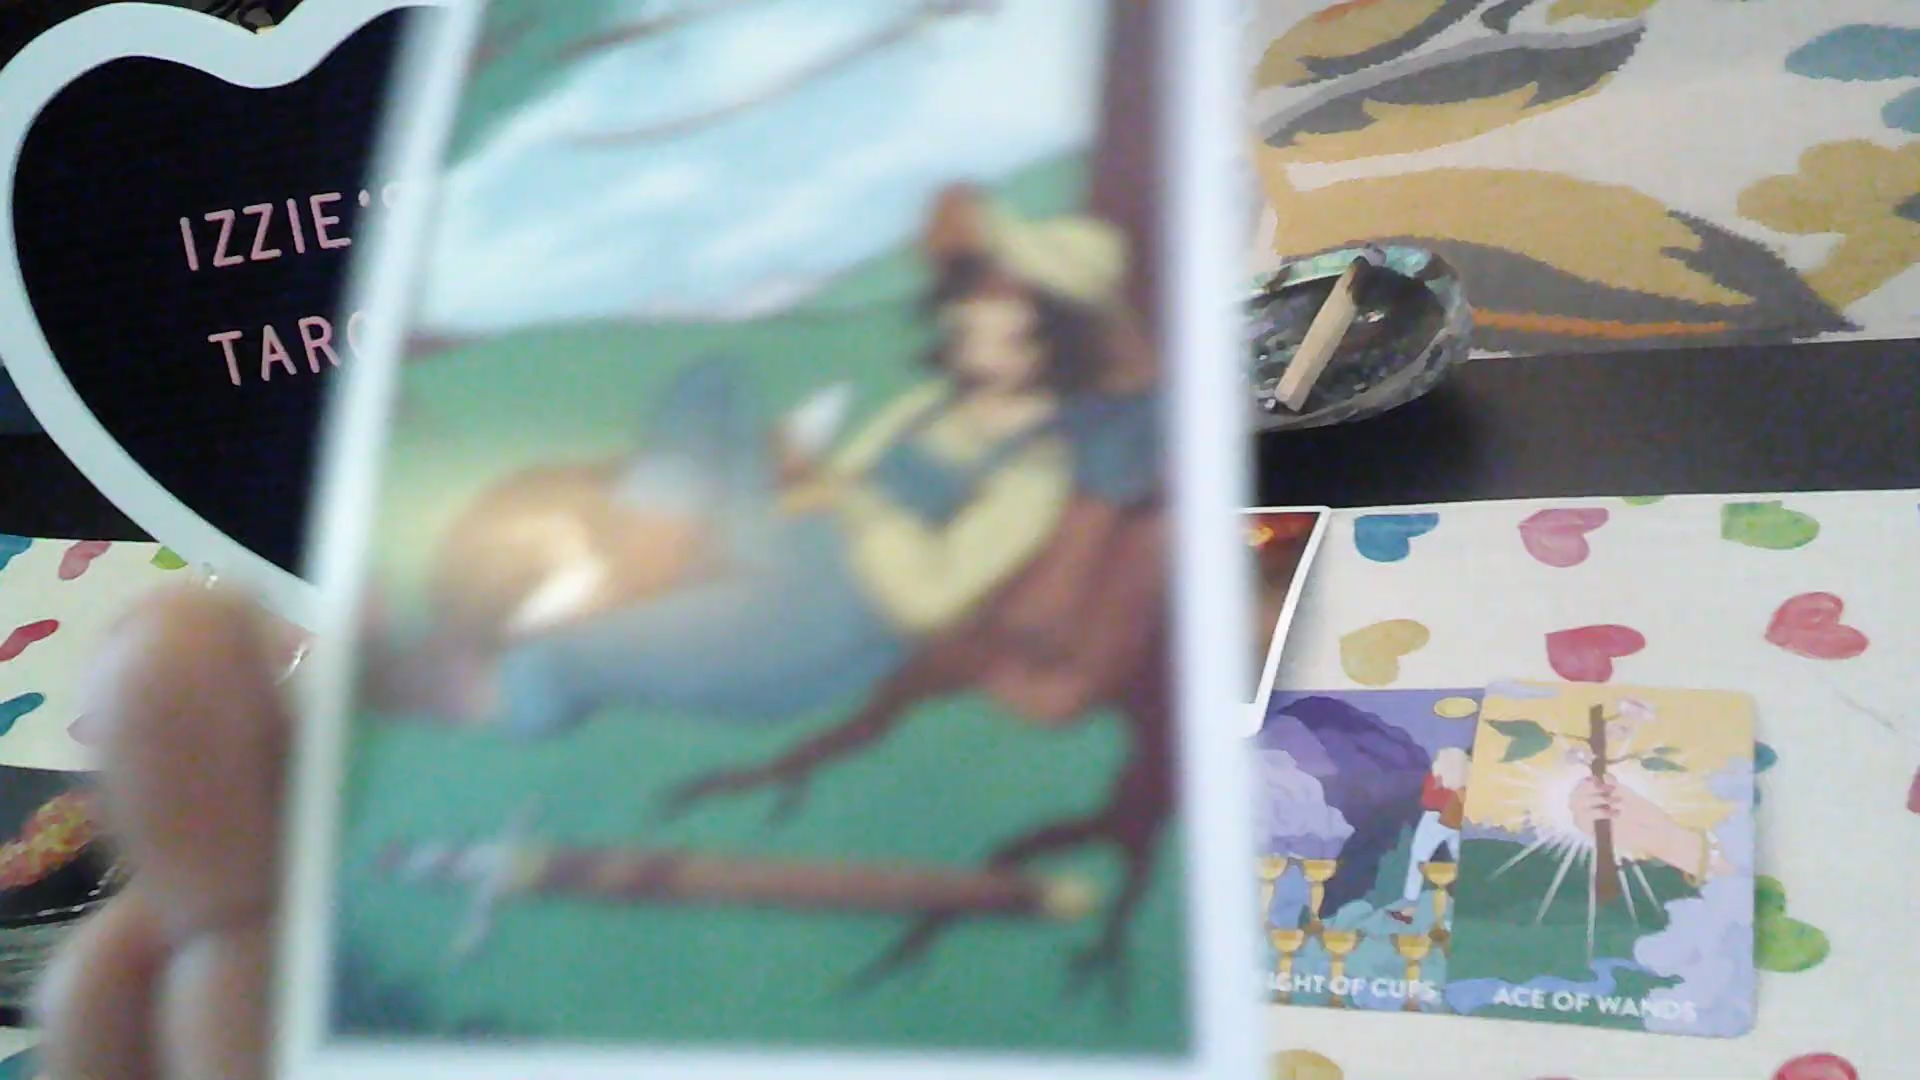 IZZIE'S
TARO
IGHT OF CUPS
ACE OF WANDS